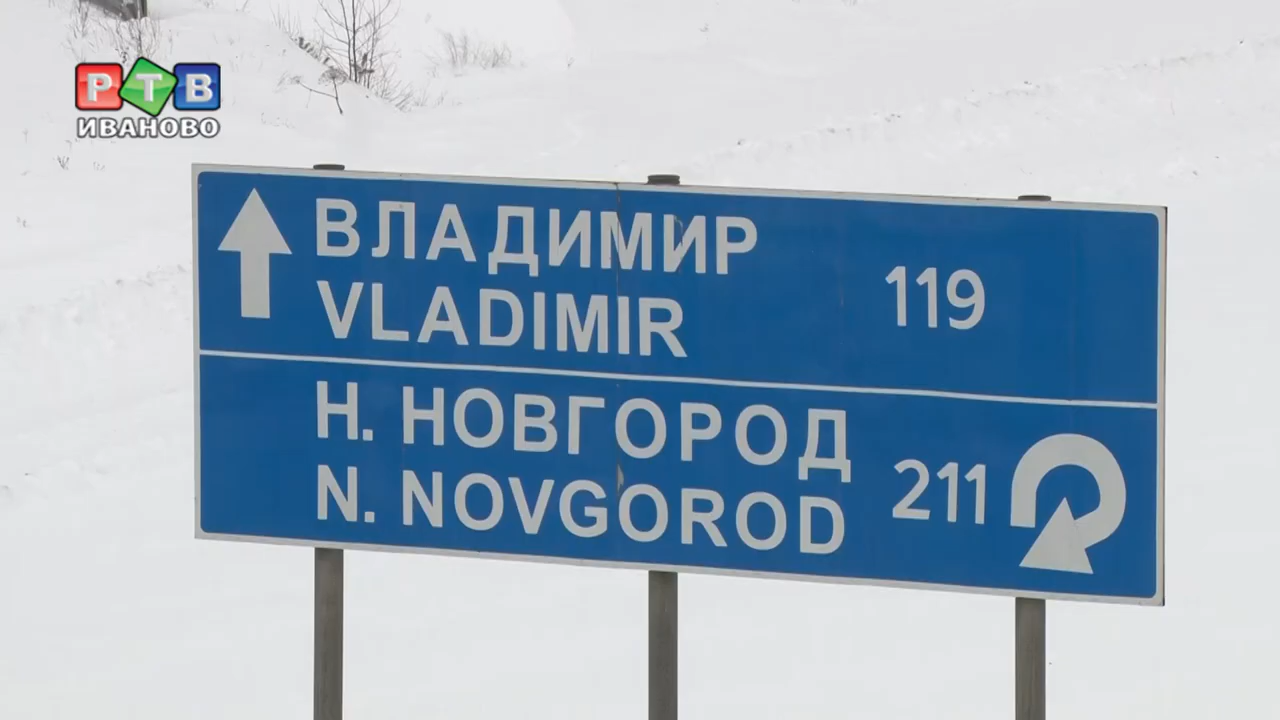 РТВ
ИВАНОВО
ВЛАДИМИР
VLADIMIR
119
Н. НОВГОРОД
N. NOVGOROD
211